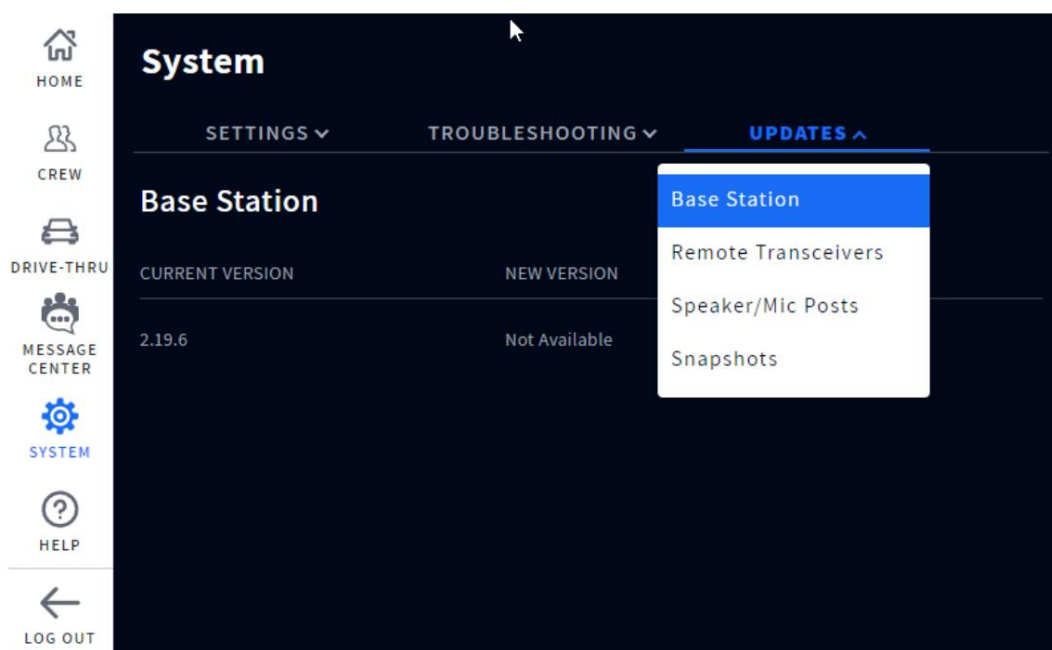 HOME
CREW
DRIVE-THRU
MESSAGE
CENTER
SYSTEM
HELP
LOG OUT
System
SETTINGS
TROUBLESHOOTING
UPDATES
Base Station
CURRENT VERSION
NEW VERSION
2.19.6
Not Available
Base Station
Remote Transceivers
Speaker/Mic Posts
Snapshots